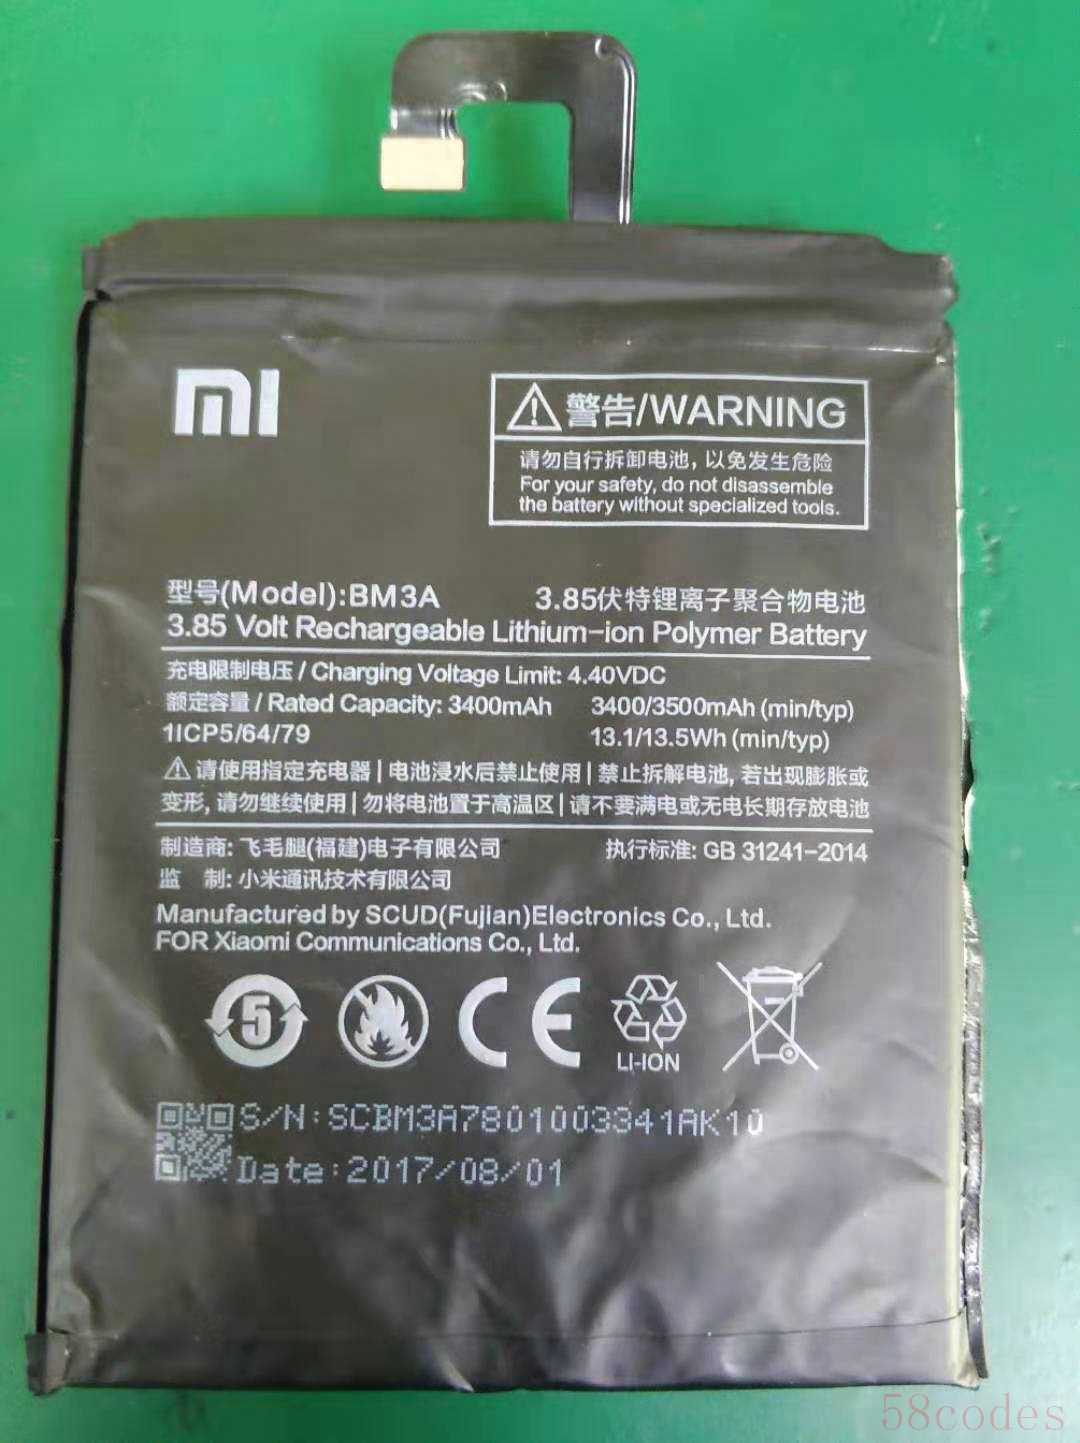 mi
警告/WARNING
请勿自行拆卸电池，以免发生危险
For your safety, do not disassemble
the battery without specialized tools.
型号(Model):BM3A 3.85伏特锂离子聚合物电池
3.85 Volt Rechargeable Lithium-ion Polymer Battery
充电限制电压 / Charging Voltage Limit: 4.40VDC
额定容量 / Rated Capacity: 3400mAh 3400/3500mAh (min/typ)
1ICP5/64/79 13.1/13.5Wh (min/typ)
请使用指定充电器 | 电池浸水后禁止使用 | 禁止拆解电池, 若出现膨胀或
变形, 请勿继续使用 | 勿将电池置于高温区 | 请不要满电或无电长期存放电池
制造商: 飞毛腿(福建)电子有限公司 执行标准: GB 31241-2014
监 制: 小米通讯技术有限公司
Manufactured by SCUD(Fujian)Electronics Co., Ltd.
FOR Xiaomi Communications Co., Ltd.
5 CE
LI-ION
S/N:SCBM3A7801003341AK10
Date:2017/08/01
58codes